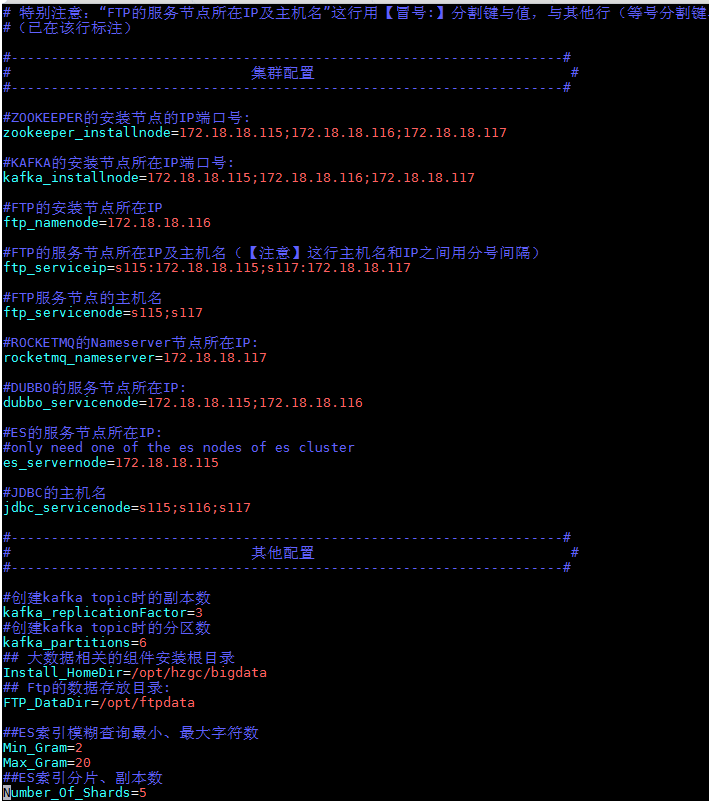 # 特别注意：“FTP的服务节点所在IP及主机名”这行用【冒号:】分割键与值，与其他行（等号分割键
#（已在该行标注）
#---------------------------------------------------------------------#
#                              集群配置                                #
#---------------------------------------------------------------------#
#ZOOKEEPER的安装节点的IP端口号:
zookeeper_installnode=172.18.18.115;172.18.18.116;172.18.18.117
#KAFKA的安装节点所在IP端口号:
kafka_installnode=172.18.18.115;172.18.18.116;172.18.18.117
#FTP的安装节点所在IP
ftp_namenode=172.18.18.116
#FTP的服务节点所在IP及主机名（【注意】这行主机名和IP之间用分号间隔）
ftp_serviceip=s115:172.18.18.115;s117:172.18.18.117
#FTP服务节点的主机名
ftp_servicenode=s115;s117
#ROCKETMQ的Nameserver节点所在IP:
rocketmq_nameserver=172.18.18.117
#DUBBO的服务节点所在IP:
dubbo_servicenode=172.18.18.115;172.18.18.116
#ES的服务节点所在IP:
#only need one of the es nodes of es cluster
es_servernode=172.18.18.115
#JDBC的主机名
jdbc_servicenode=s115;s116;s117
#---------------------------------------------------------------------#
#                              其他配置                                #
#---------------------------------------------------------------------#
#创建kafka topic时的副本数
kafka_replicationFactor=3
#创建kafka topic时的分区数
kafka_partitions=6
## 大数据相关的组件安装根目录
Install_HomeDir=/opt/hzgc/bigdata
## Ftp的数据存放目录:
FTP_DataDir=/opt/ftpdata
##ES索引模糊查询最小、最大字符数
Min_Gram=2
Max_Gram=20
##ES索引分片、副本数
Number_Of_Shards=5